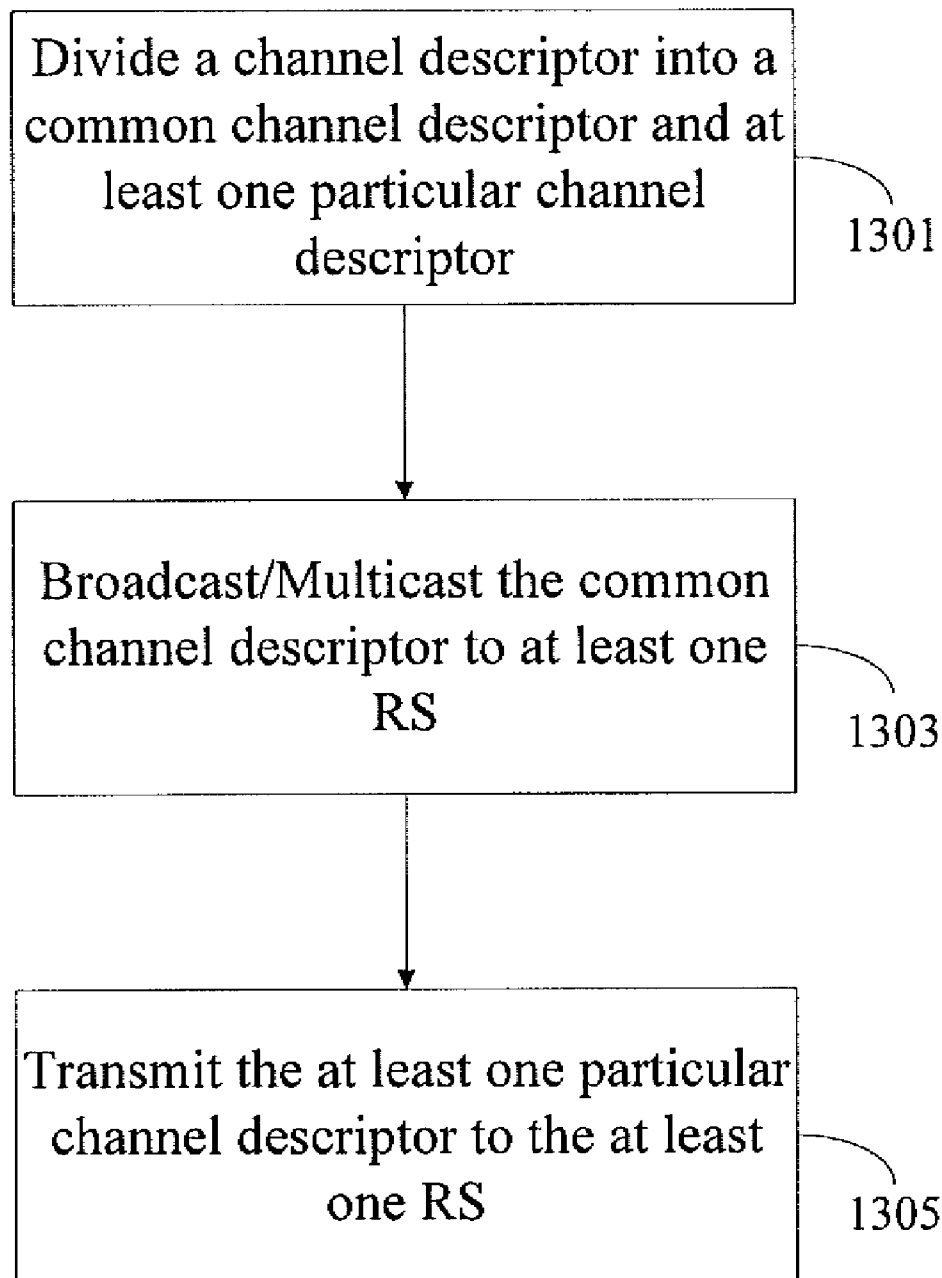 Divide a channel descriptor into a
common channel descriptor and at
least one particular channel
descriptor
1301
Broadcast/Multicast the common
channel descriptor to at least one
RS
1303
Transmit the at least one particular
channel descriptor to the at least
one RS
1305